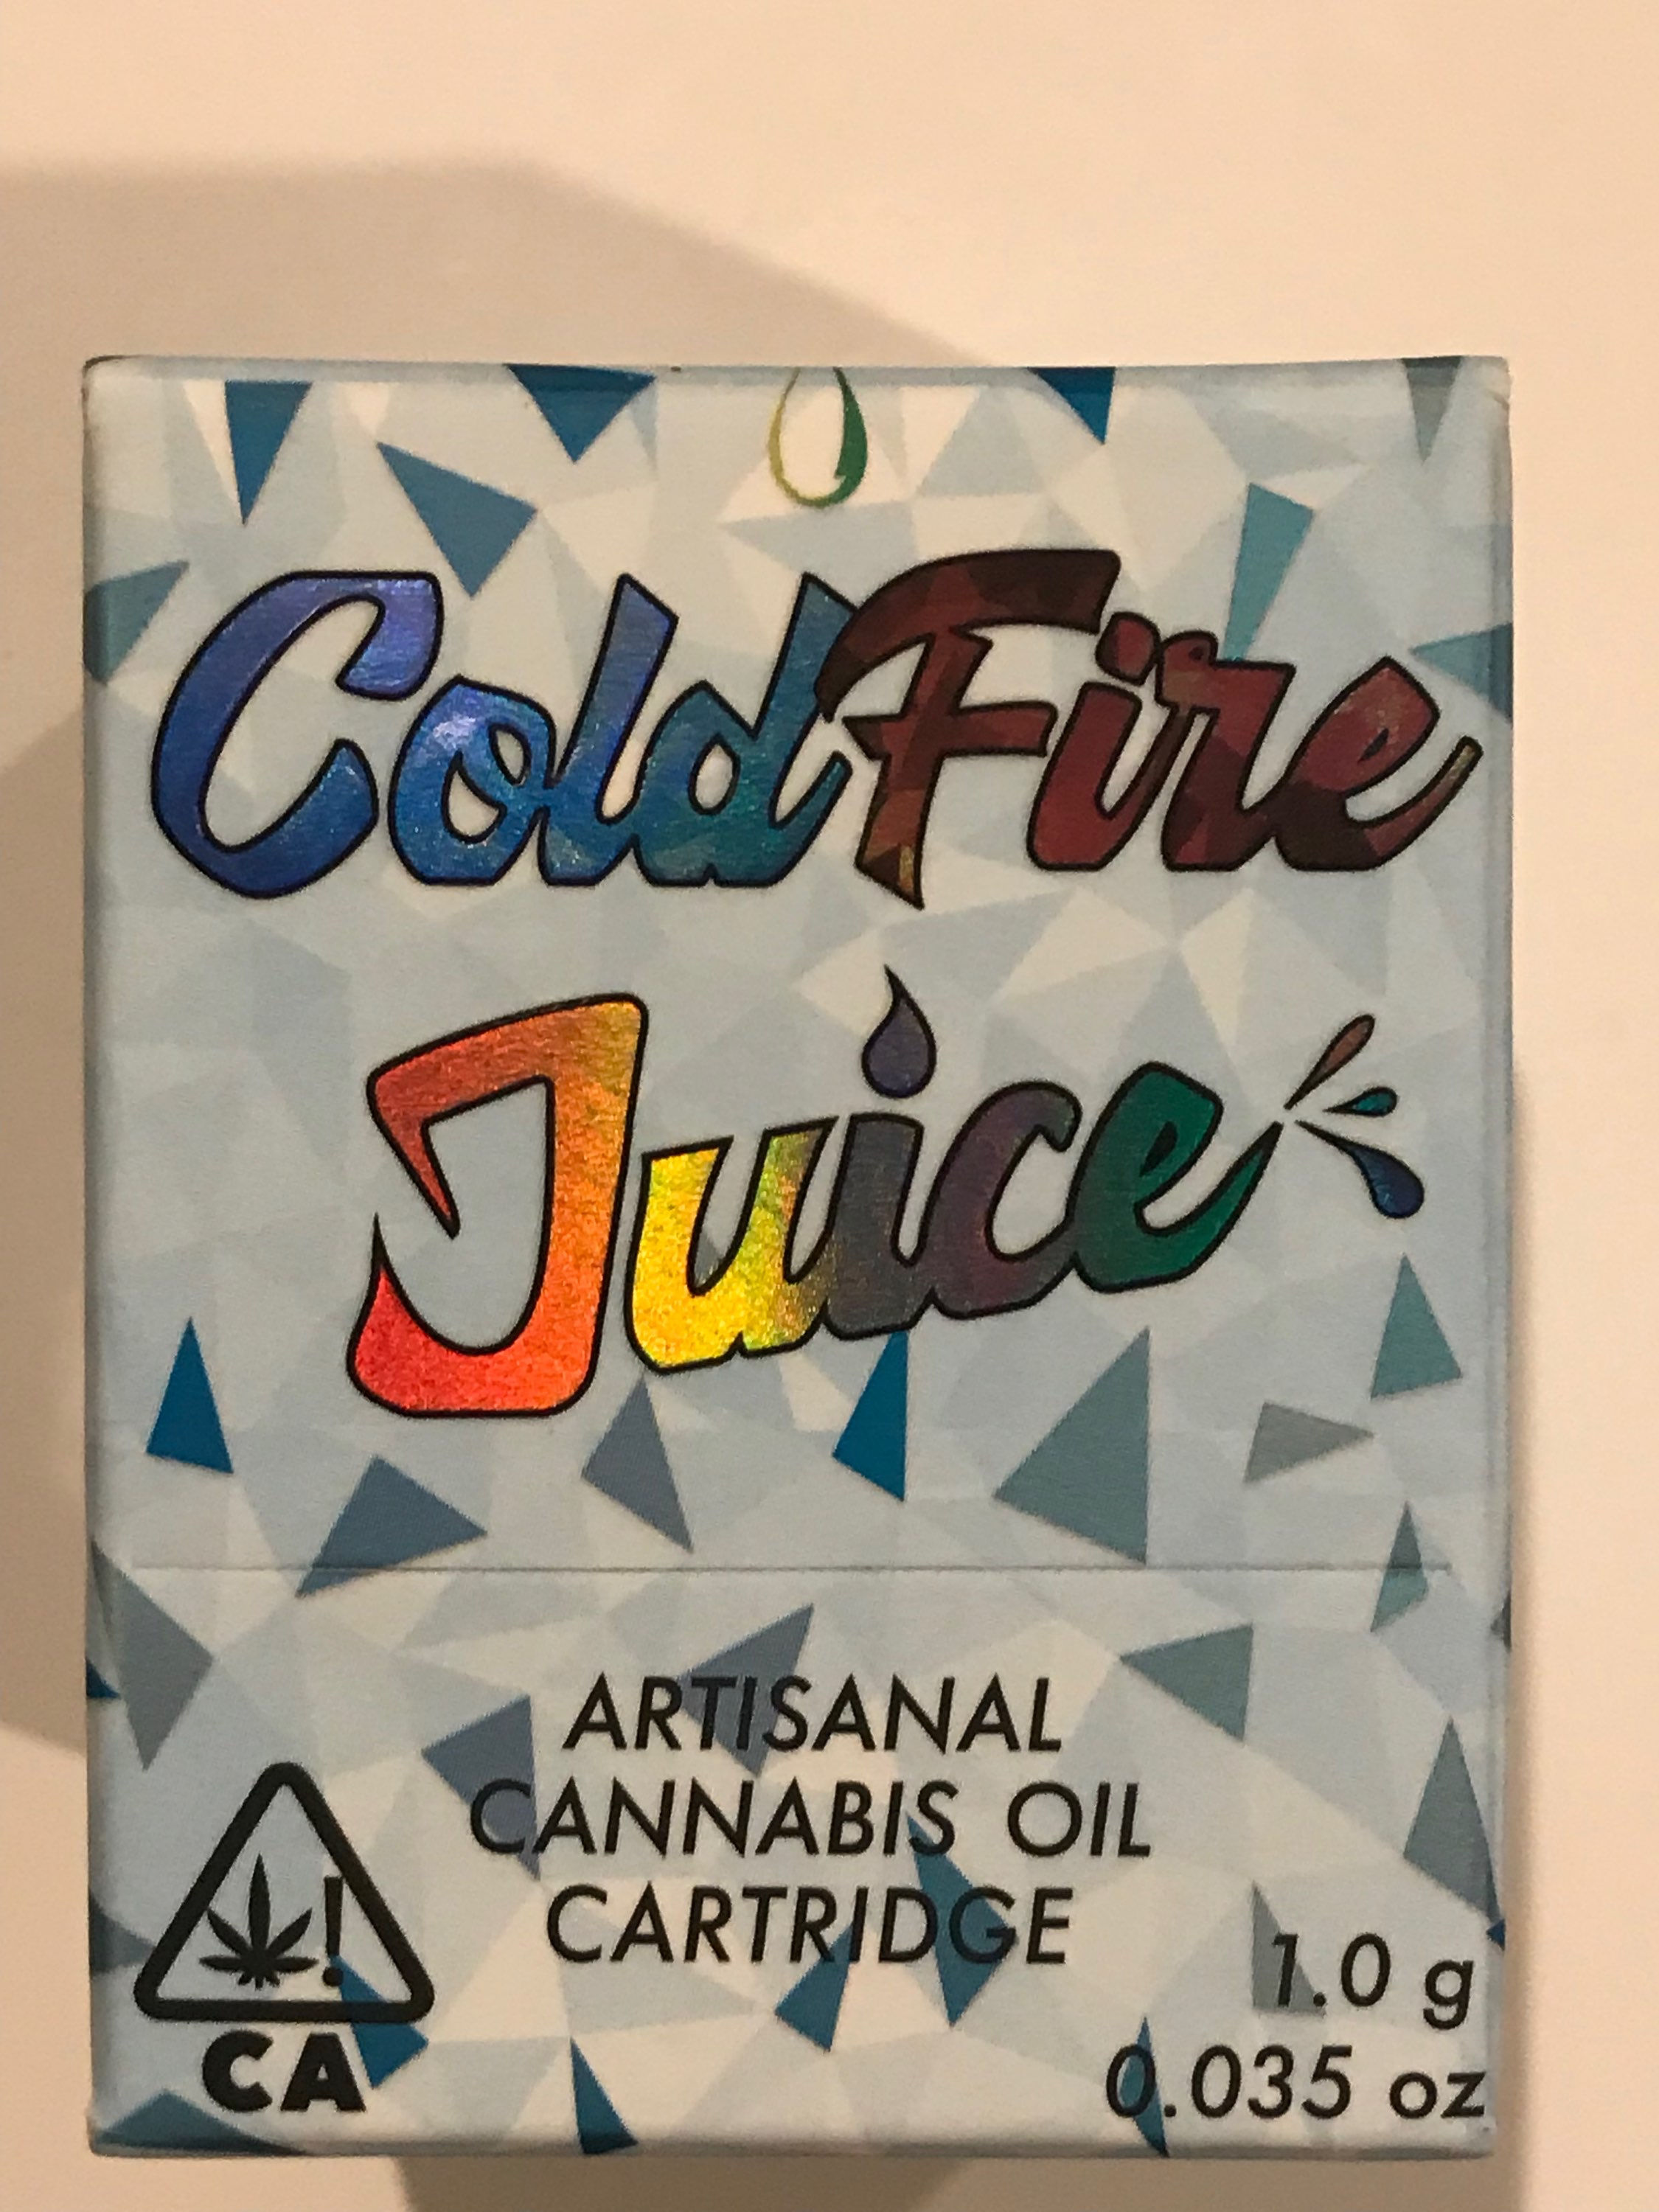 ColdFire
Juice
ARTISANAL
CANNABIS OIL
CARTRIDGE
!
CA
1.0 g
0.035 oz